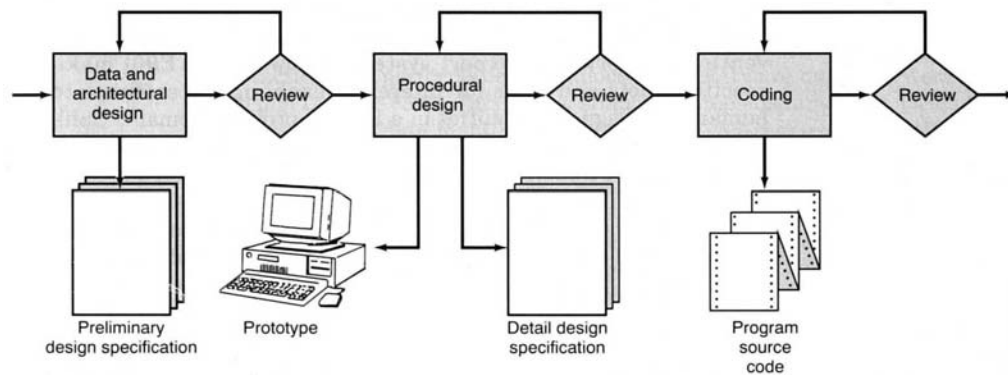 Data and
architectural
design
Review
Procedural
design
Review
Coding
Review
Preliminary
design specification
Prototype
Detail design
specification
Program
source
code